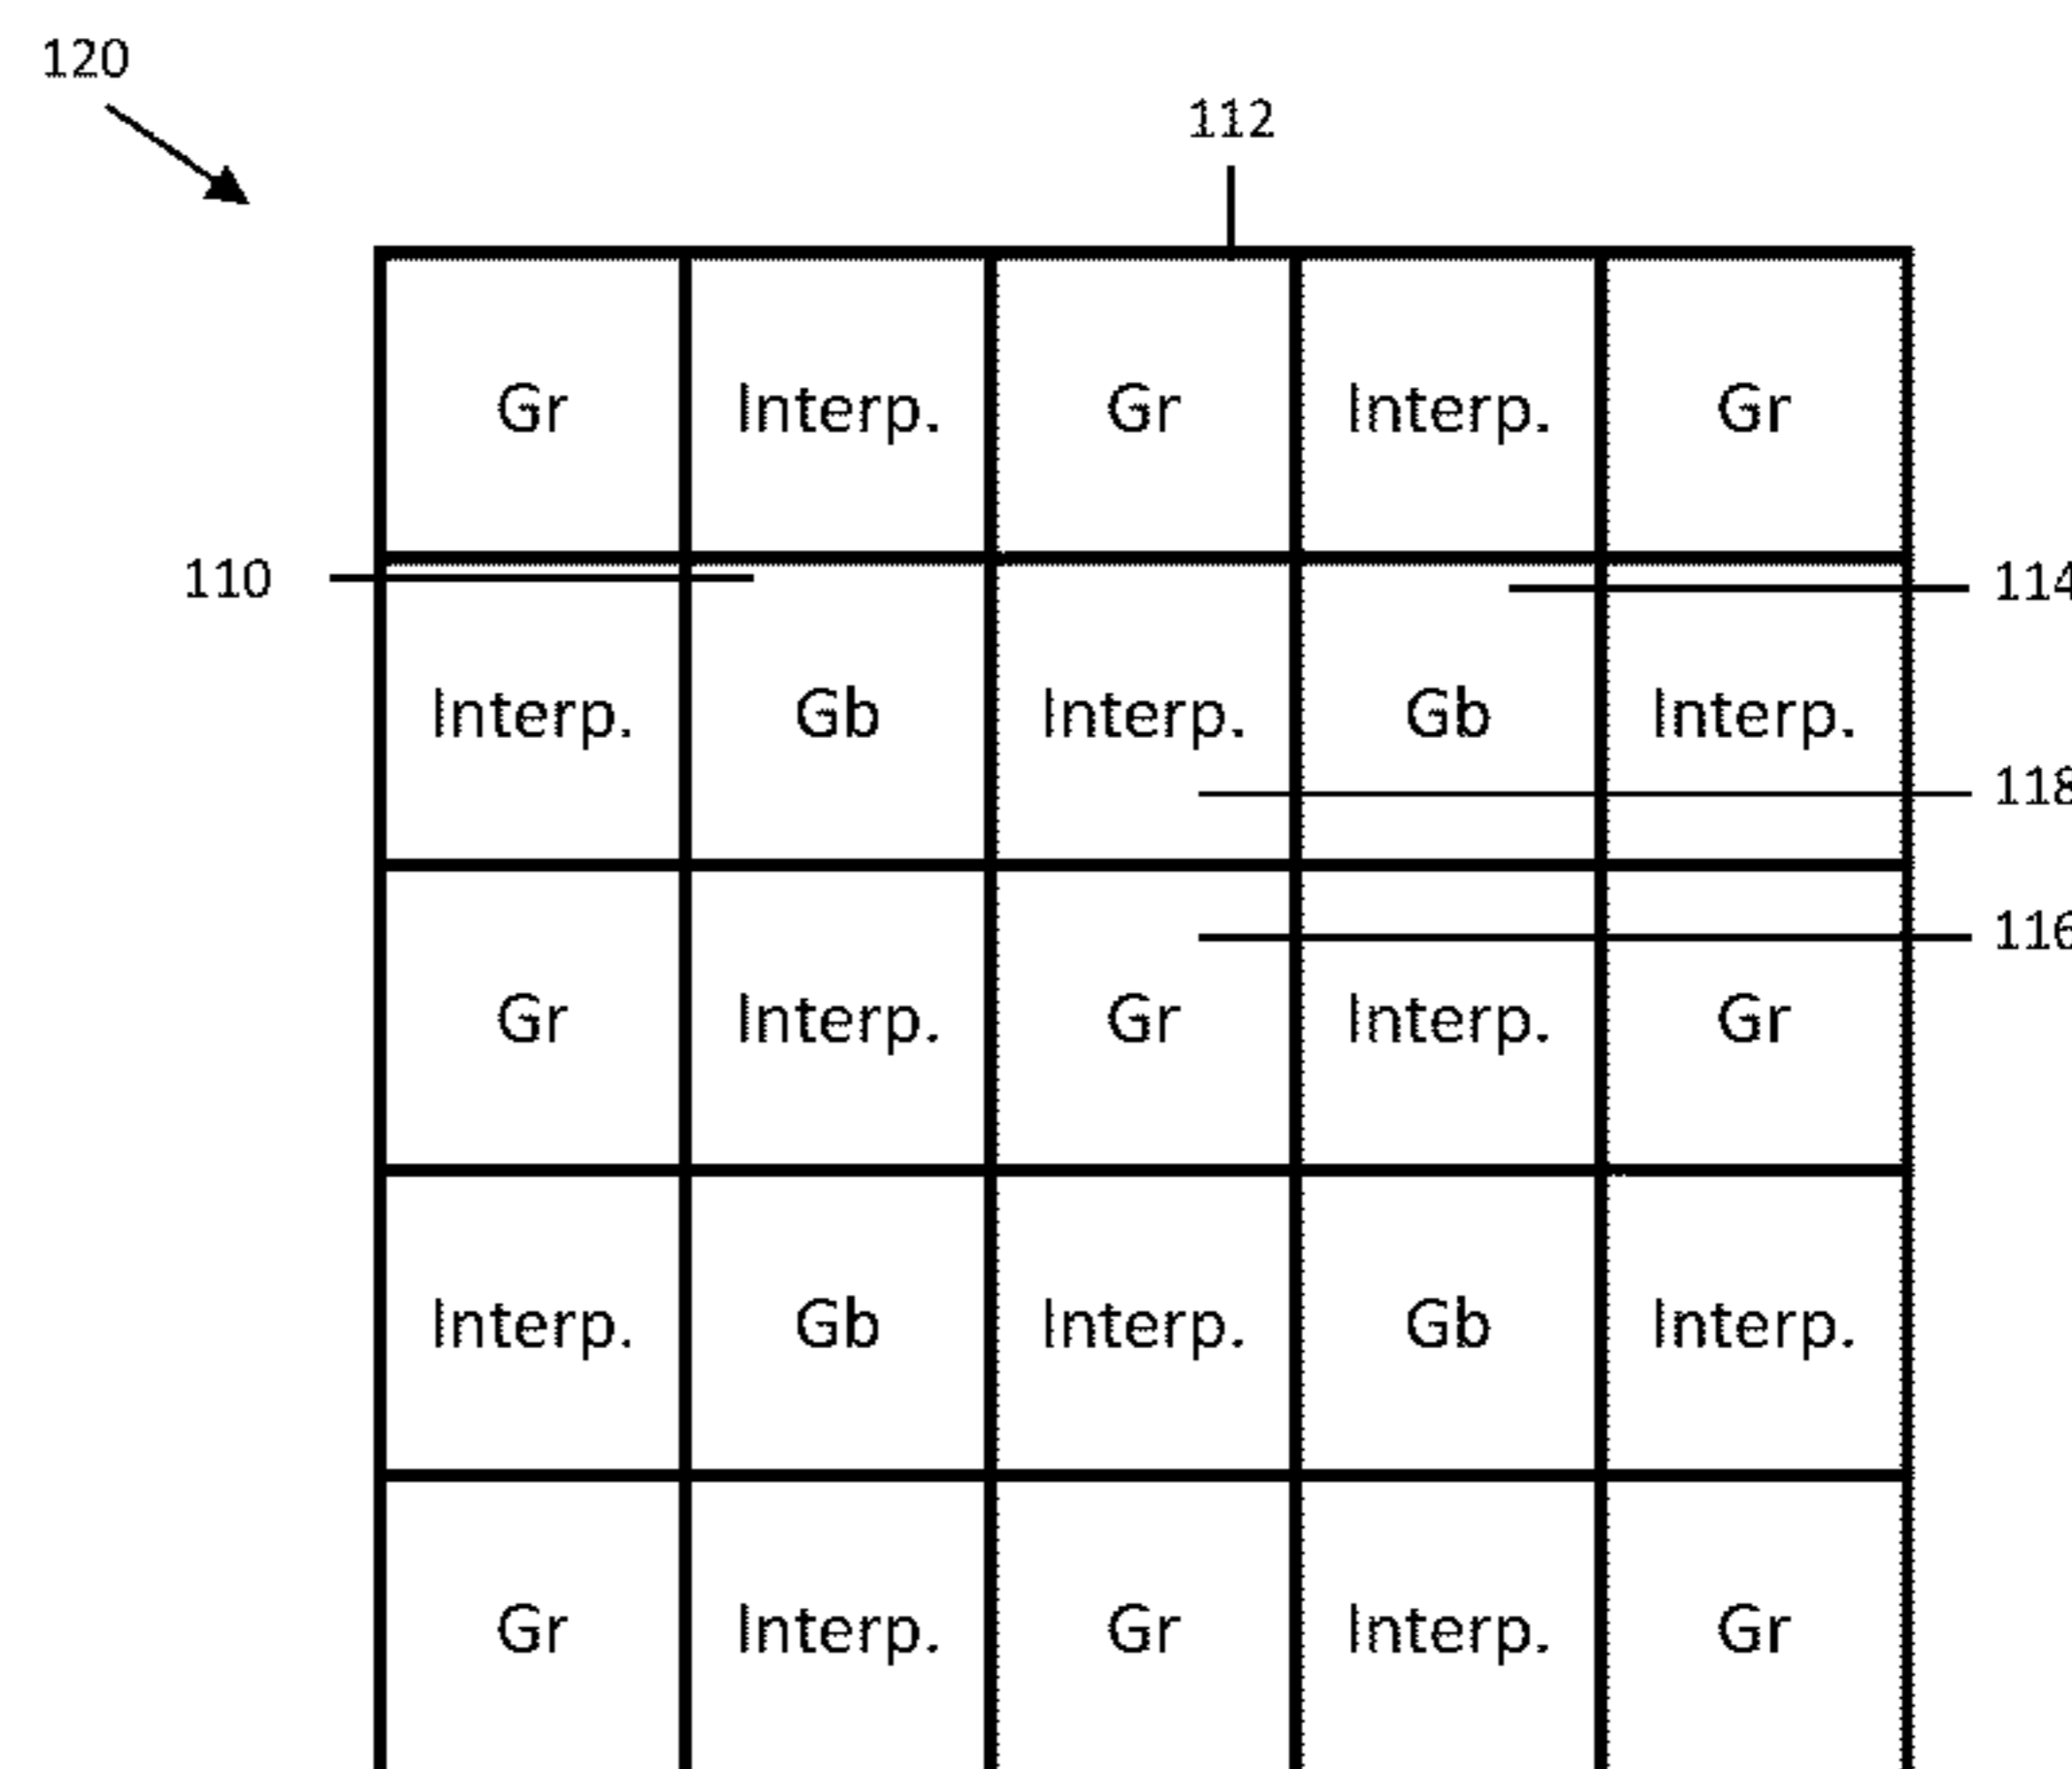 120
112
Gr Interp. Gr Interp. Gr
110 114
Interp. Gb Interp. Gb Interp.
118
116
Gr Interp. Gr Interp. Gr
Interp. Gb Interp. Gb Interp.
Gr Interp. Gr Interp. Gr